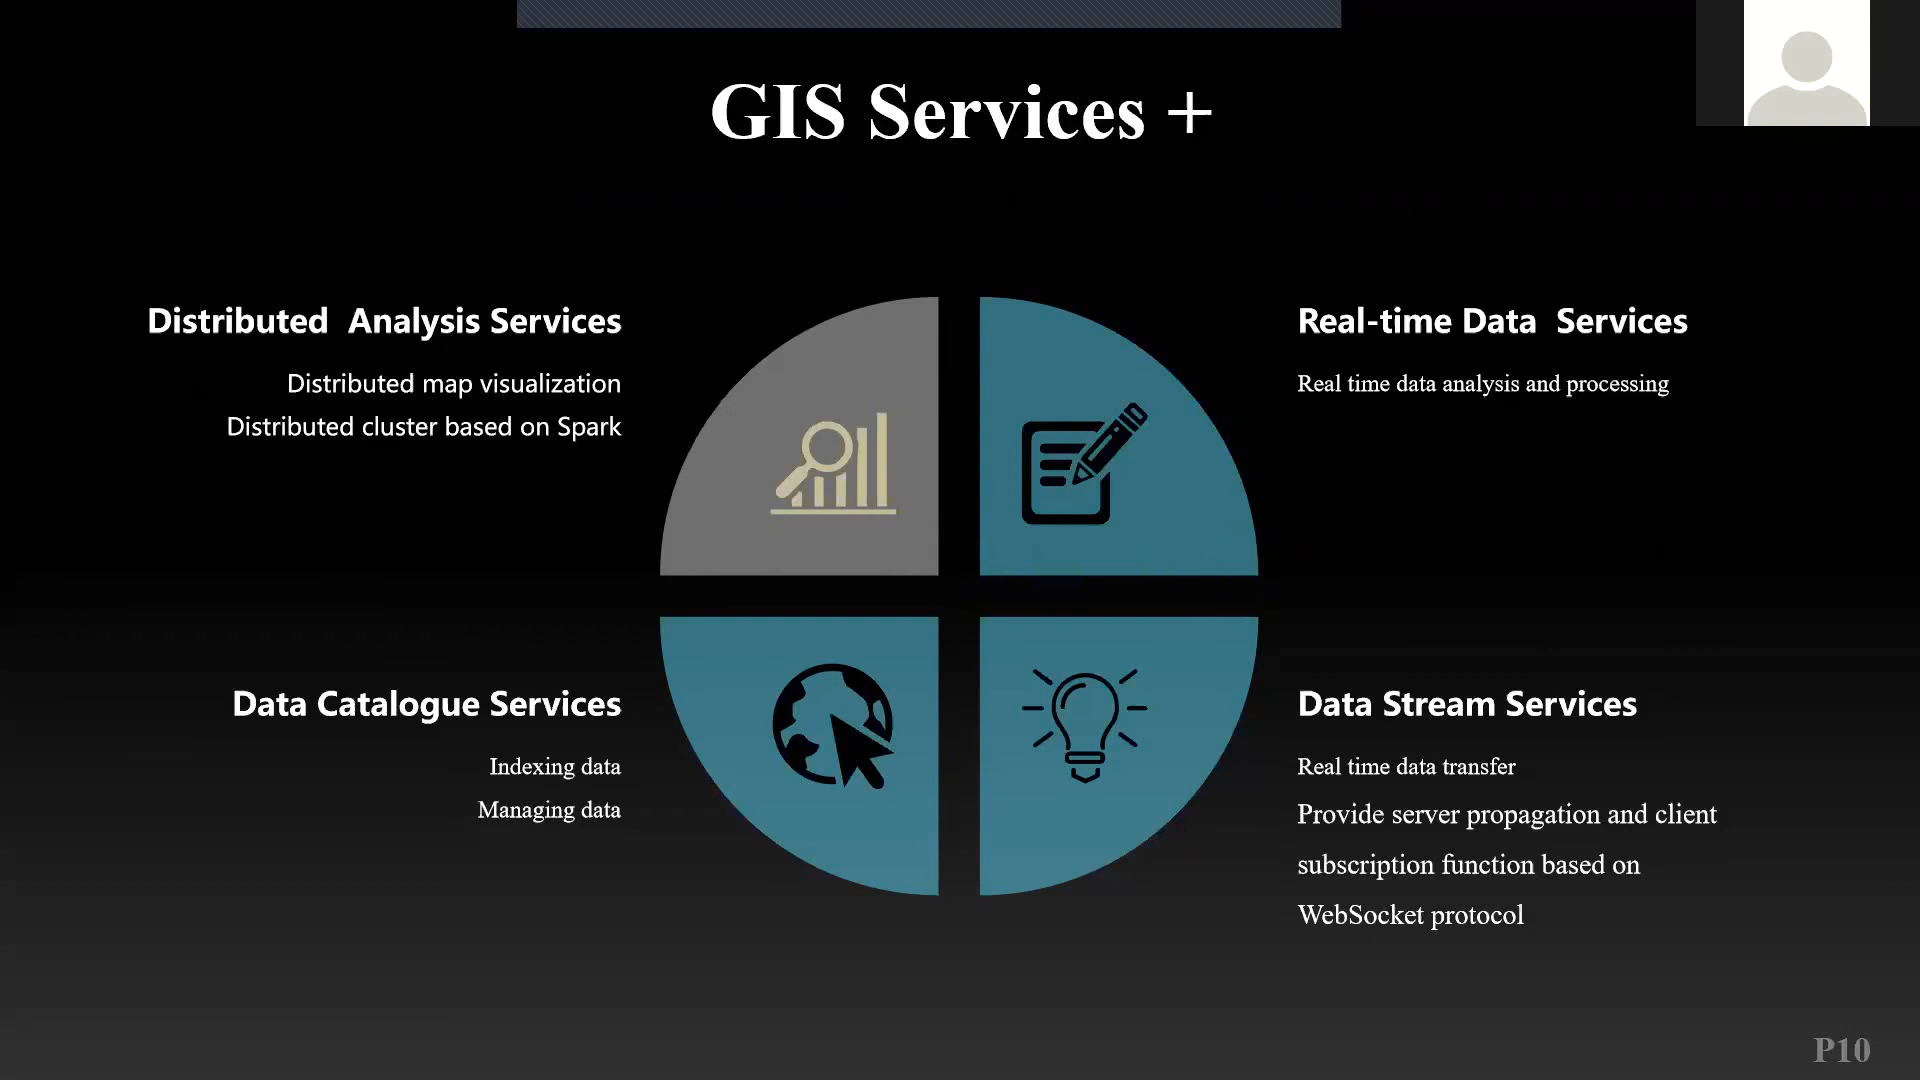 GIS Services +
Distributed  Analysis Services
Distributed map visualization
Distributed cluster based on Spark
Real-time Data  Services
Real time data analysis and processing
Data Catalogue Services
Indexing data
Managing data
Data Stream Services
Real time data transfer
Provide server propagation and client
subscription function based on
WebSocket protocol
P10